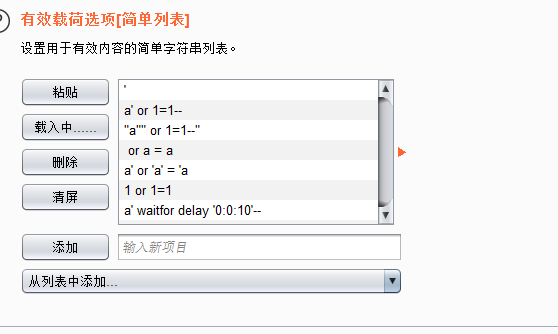 有效载荷选项[简单列表]
设置用于有效内容的简单字符串列表。
粘贴
载入中......
删除
清屏
'
a' or 1=1--
"a"" or 1=1--"
or a = a
a' or 'a' = 'a
1 or 1=1
a' waitfor delay '0:0:10'--
添加
输入新项目
从列表中添加...